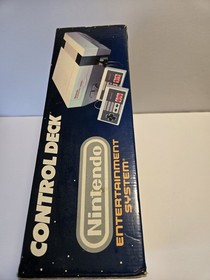 CONTROL DECK
Nintendo
ENTERTAINMENT
SYSTEM